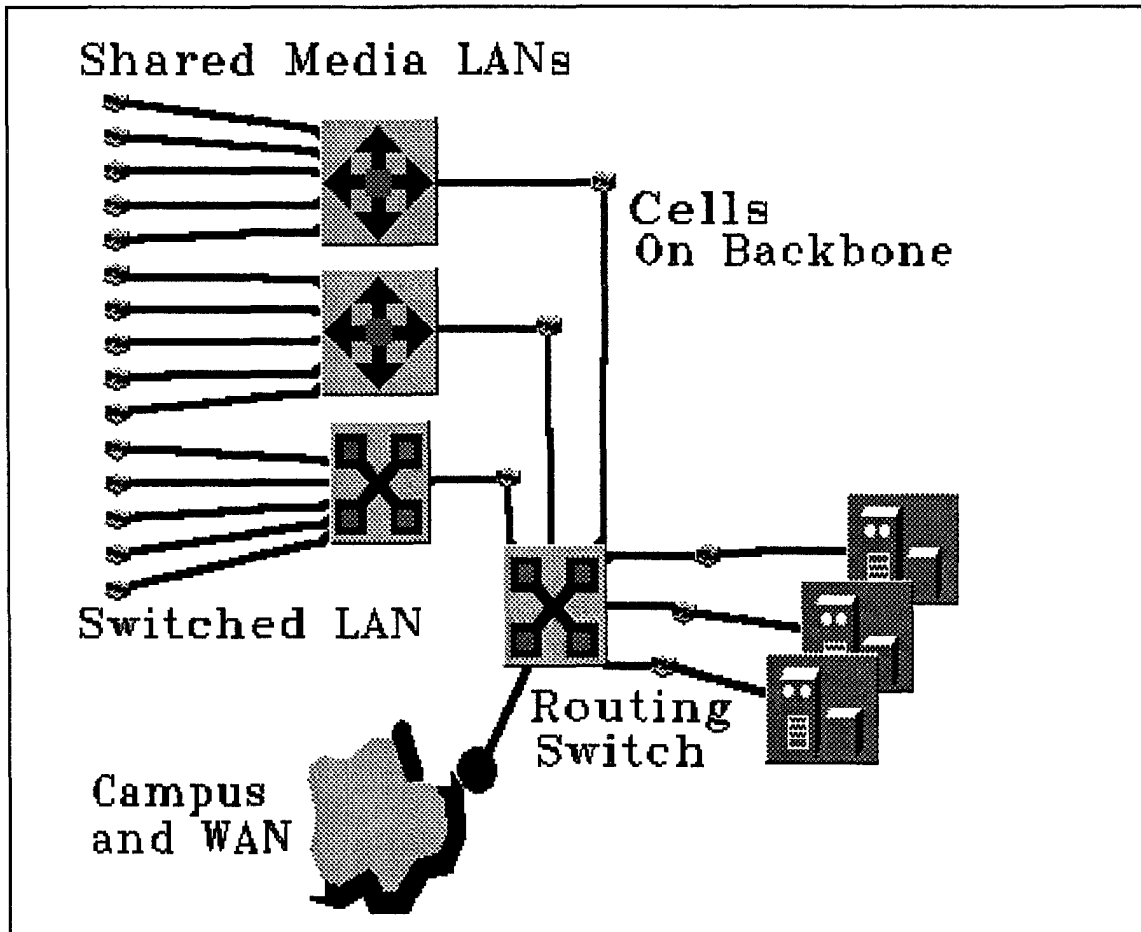 Shared Media LANs
Cells
On Backbone
Switched LAN
Routing
Switch
Campus
and WAN